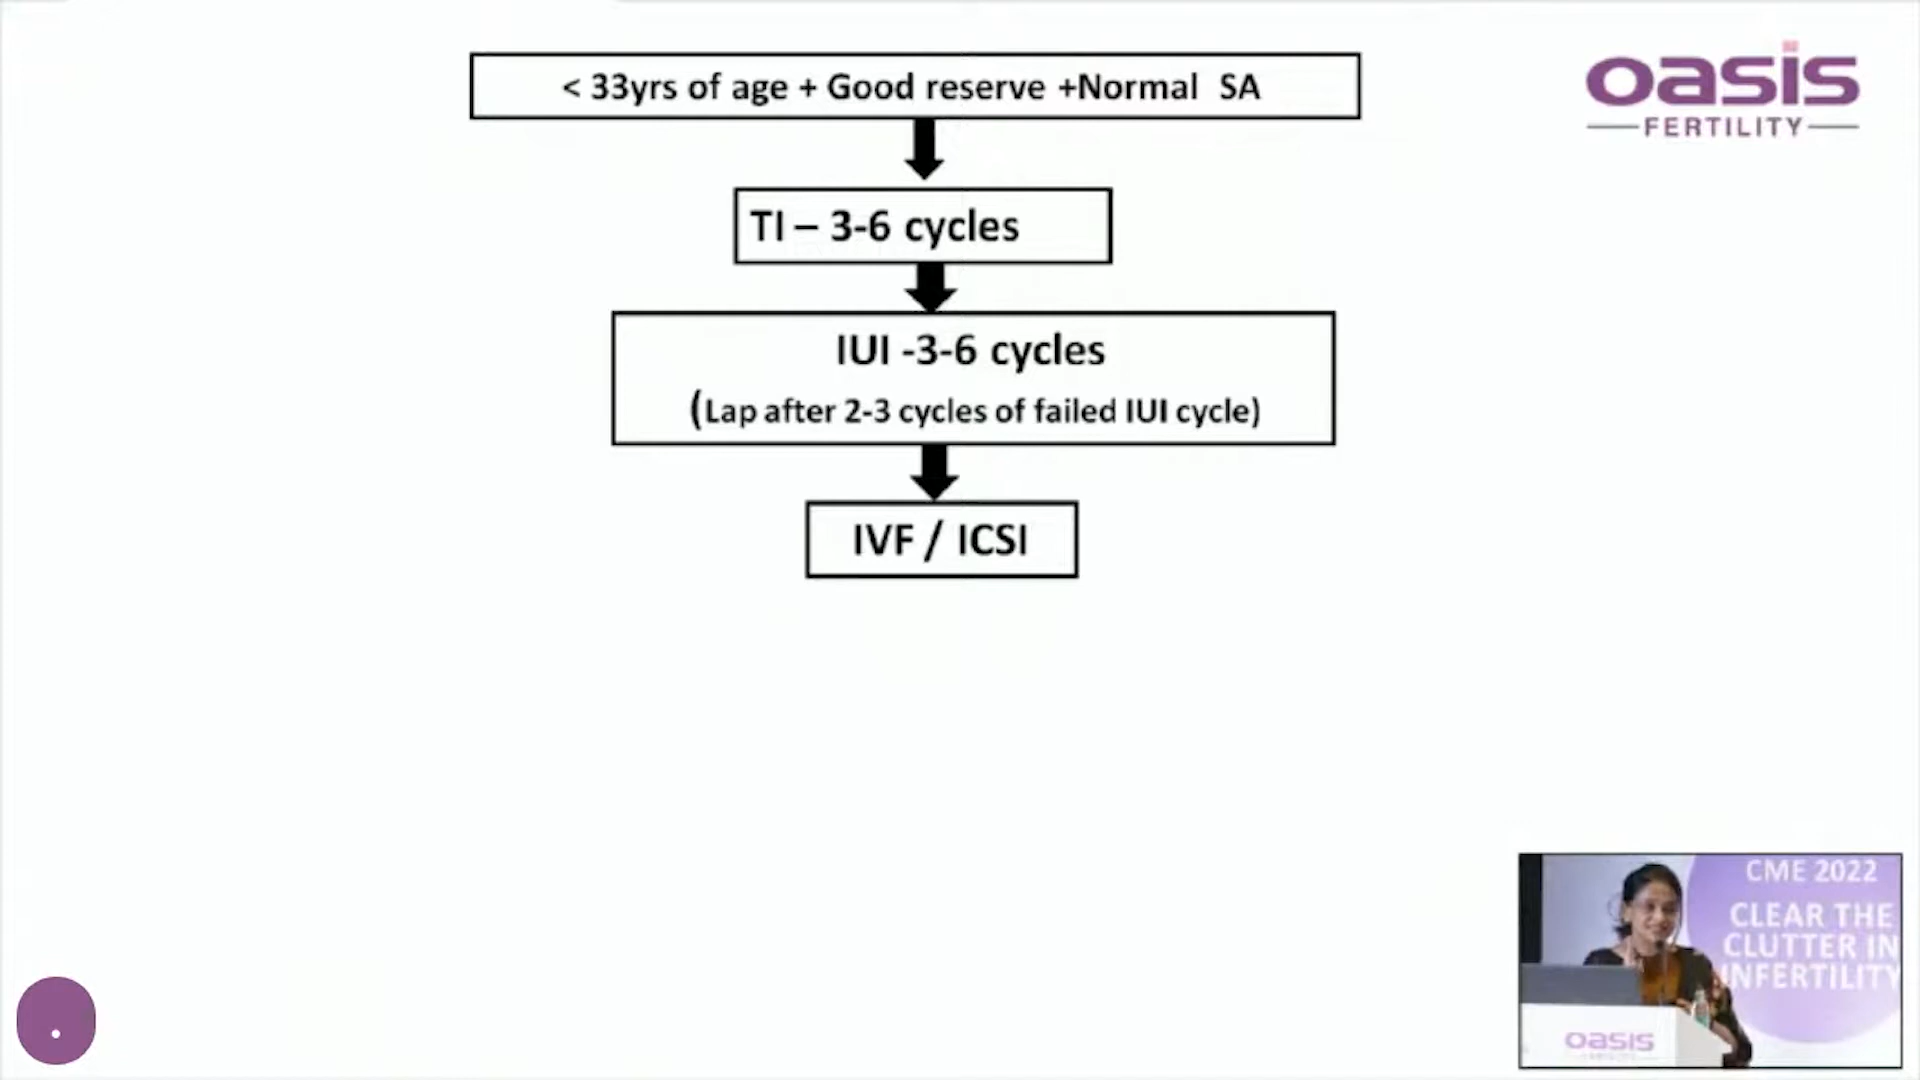 < 33yrs of age + Good reserve +Normal SA
oasis
FERTILITY
TI – 3-6 cycles
IUI -3-6 cycles
(Lap after 2-3 cycles of failed IUI cycle)
IVF / ICSI
CME 2022
CLEAR THE
CLUTTER IN
INFERTILITY
oasis